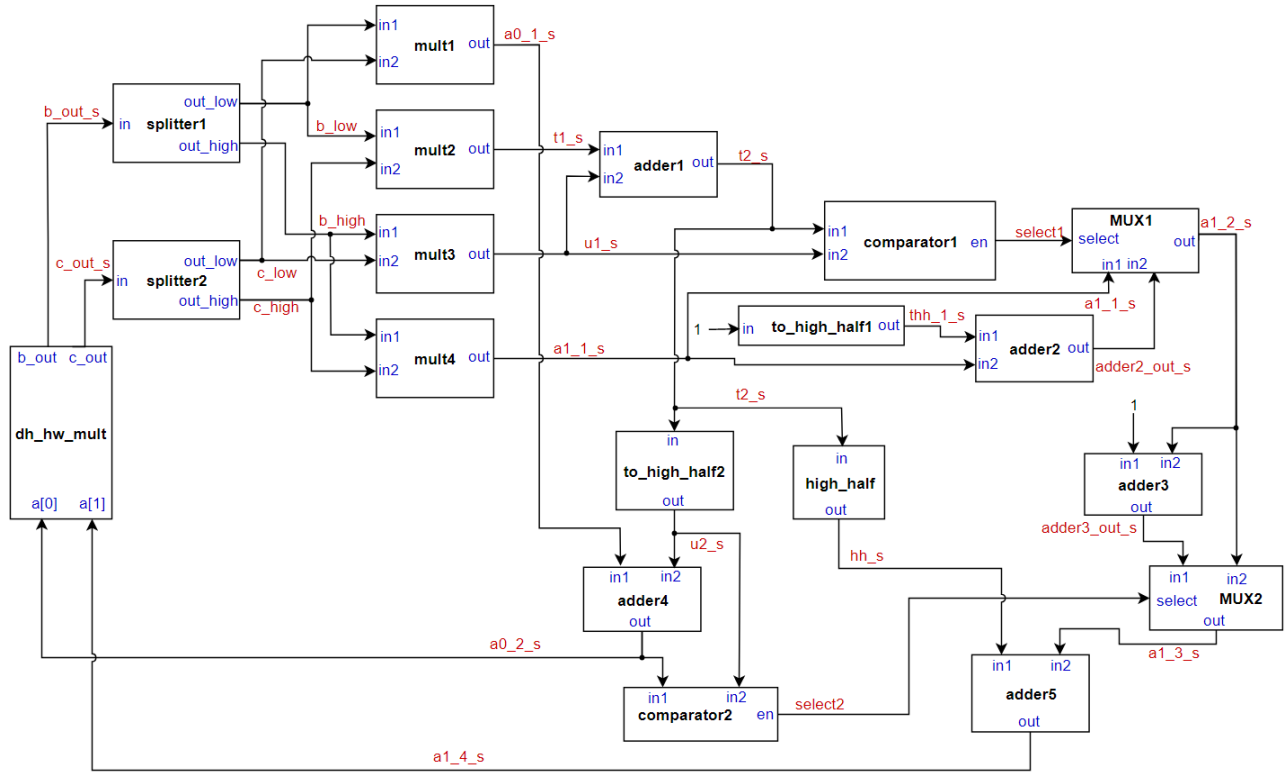 in1
mult1
out
in2
a0_1_s
b_out_s
in
splitter1
out_low
out_high
b_low
in1
mult2
out
in2
t1_s
in1
adder1
out
in2
t2_s
b_high
in1
mult3
out
in2
u1_s
c_out_s
in
splitter2
out_low
out_high
c_low
c_high
in1
comparator1
en
in2
select1
MUX1
select
out
in1 in2
a1_2_s
a1_1_s
in1
mult4
out
in2
a1_1_s
1
in
to_high_half1
out
thh_1_s
in1
adder2
out
in2
adder2_out_s
b_out c_out
dh_hw_mult
a[0] a[1]
t2_s
in
to_high_half2
out
in
high_half
out
1
in1 in2
adder3
out
adder3_out_s
u2_s
hh_s
in1 in2
adder4
out
in1 in2
select MUX2
out
a0_2_s
a1_3_s
in1 in2
comparator2
en
select2
in1 in2
adder5
out
a1_4_s